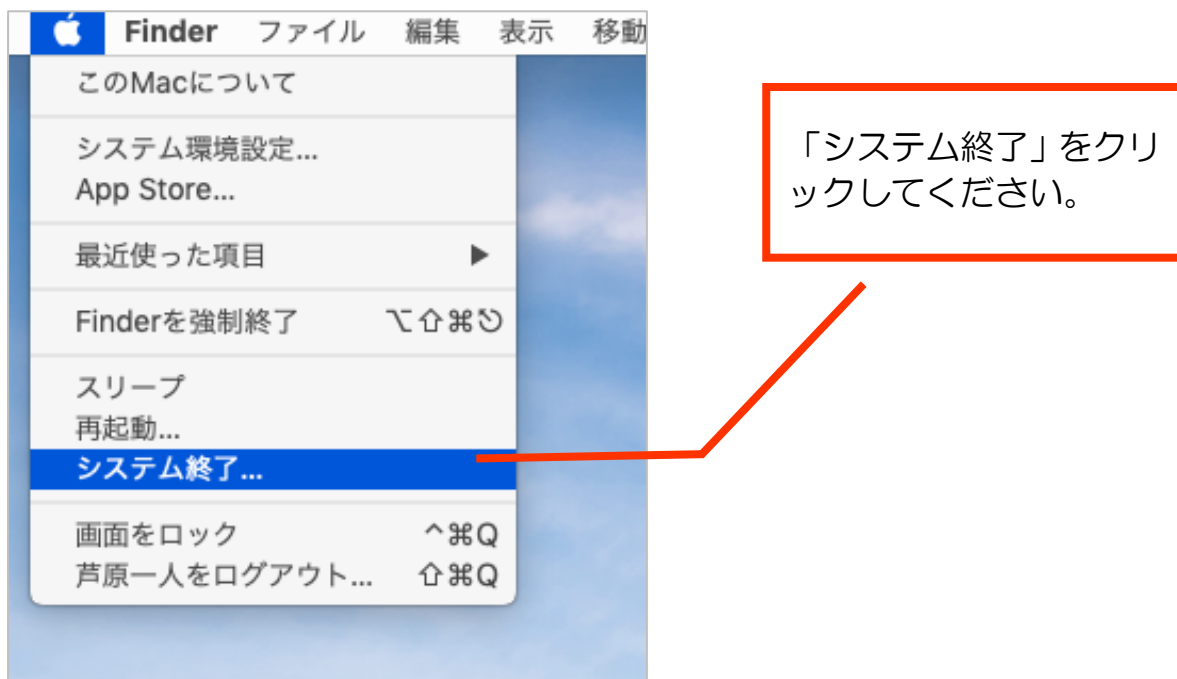 Finder ファイル 編集 表示 移動
このMacについて
システム環境設定...
App Store...
最近使った項目 ▶
Finderを強制終了 ⌥⇧⌘⎋
スリープ
再起動...
システム終了...
画面をロック ^⌘Q
芦原一人をログアウト... ⇧⌘Q
「システム終了」をクリ
ックしてください。